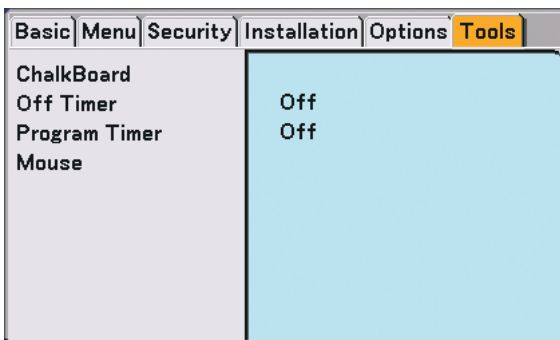 Basic Menu Security Installation Options Tools
ChalkBoard
Off Timer Off
Program Timer Off
Mouse